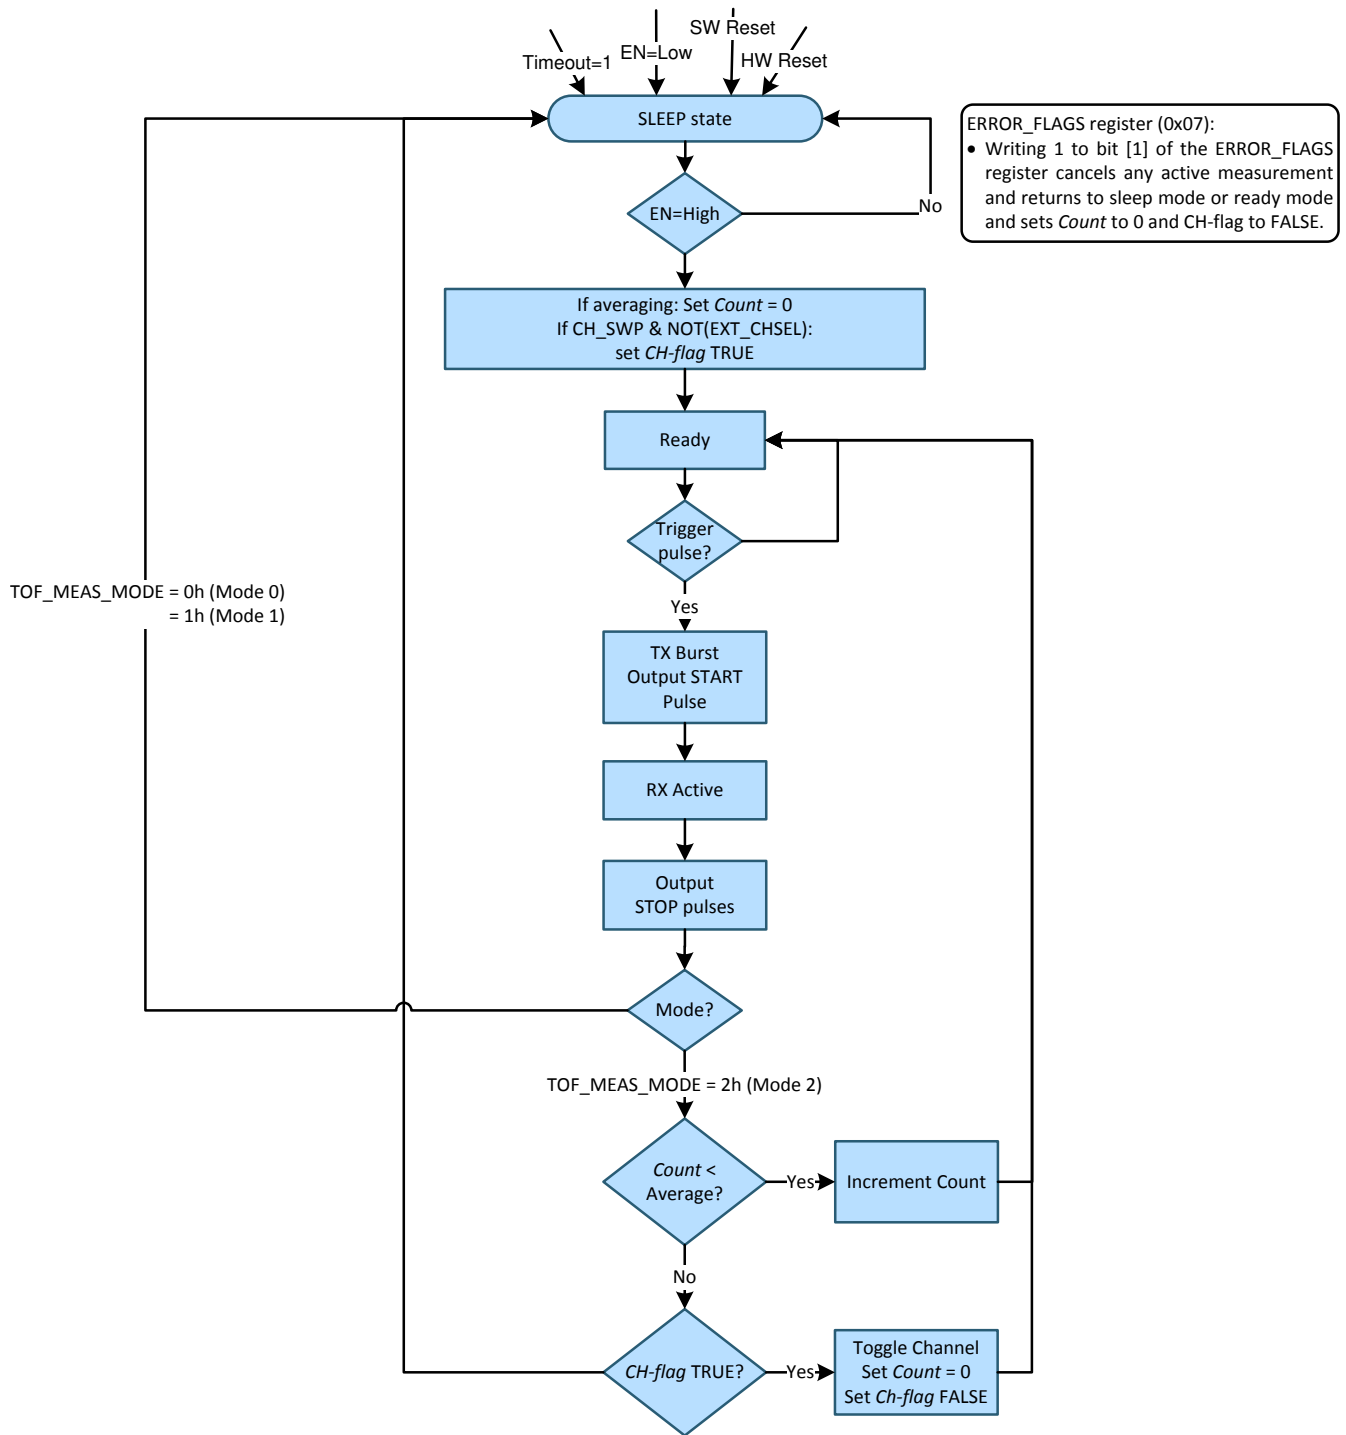 SW Reset
EN=Low
Timeout=1
HW Reset
SLEEP state
ERROR_FLAGS register (0x07):
• Writing 1 to bit [1] of the ERROR_FLAGS
register cancels any active measurement
and returns to sleep mode or ready mode
and sets Count to 0 and CH-flag to FALSE.
EN=High
No
If averaging: Set Count = 0
If CH_SWP & NOT(EXT_CHSEL):
set CH-flag TRUE
Ready
Trigger
pulse?
TOF_MEAS_MODE = 0h (Mode 0)
= 1h (Mode 1)
Yes
TX Burst
Output START
Pulse
RX Active
Output
STOP pulses
Mode?
TOF_MEAS_MODE = 2h (Mode 2)
Count <
Average?
Yes
Increment Count
No
CH-flag TRUE?
Yes
Toggle Channel
Set Count = 0
Set Ch-flag FALSE